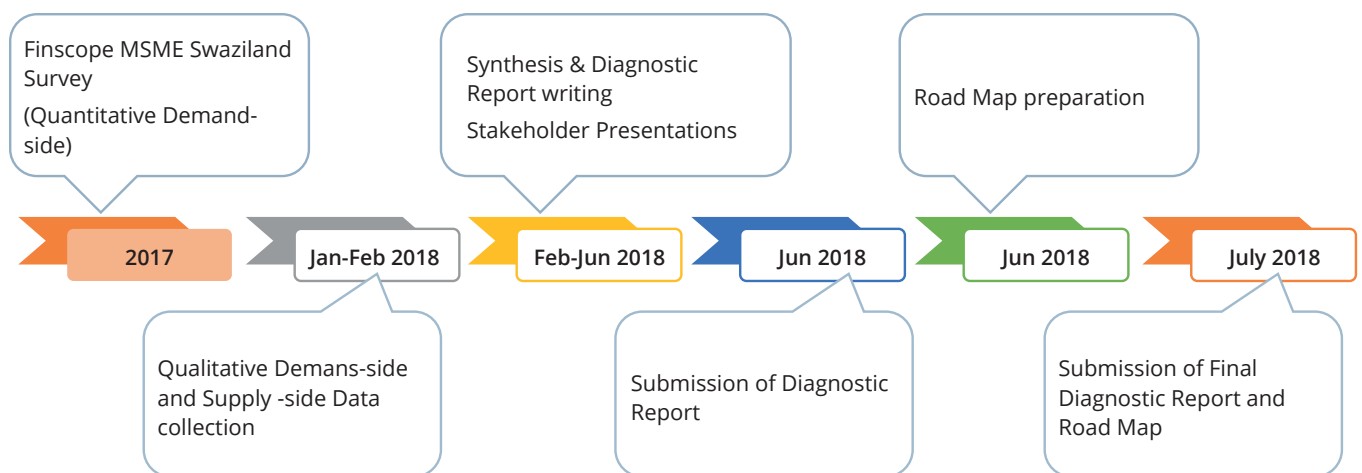 Finscope MSME Swaziland
Survey
(Quantitative Demand-
side)
Synthesis & Diagnostic
Report writing
Stakeholder Presentations
Road Map preparation
2017
Jan-Feb 2018
Feb-Jun 2018
Jun 2018
Jun 2018
July 2018
Qualitative Demans-side
and Supply -side Data
collection
Submission of Diagnostic
Report
Submission of Final
Diagnostic Report and
Road Map